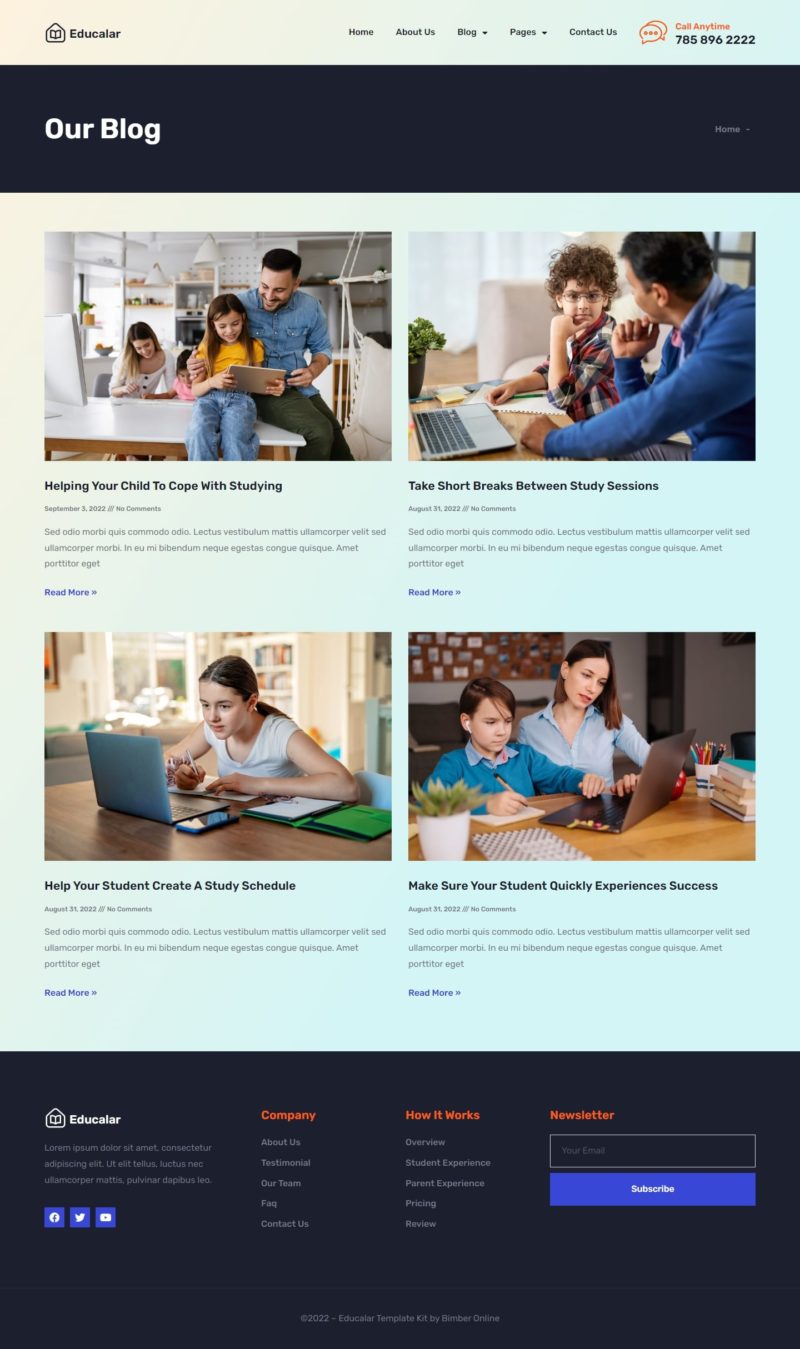 Educalar
Home
About Us
Blog
Pages
Contact Us
Call Anytime
785 896 2222
Our Blog
Home -
Helping Your Child To Cope With Studying
September 3, 2022 /// No Comments
Sed odio morbi quis commodo odio. Lectus vestibulum mattis ullamcorper velit sed
ullamcorper morbi. In eu mi bibendum neque egestas congue quisque. Amet
porttitor eget
Read More »
Take Short Breaks Between Study Sessions
August 31, 2022 /// No Comments
Sed odio morbi quis commodo odio. Lectus vestibulum mattis ullamcorper velit sed
ullamcorper morbi. In eu mi bibendum neque egestas congue quisque. Amet
porttitor eget
Read More »
Help Your Student Create A Study Schedule
August 31, 2022 /// No Comments
Sed odio morbi quis commodo odio. Lectus vestibulum mattis ullamcorper velit sed
ullamcorper morbi. In eu mi bibendum neque egestas congue quisque. Amet
porttitor eget
Read More »
Make Sure Your Student Quickly Experiences Success
August 31, 2022 /// No Comments
Sed odio morbi quis commodo odio. Lectus vestibulum mattis ullamcorper velit sed
ullamcorper morbi. In eu mi bibendum neque egestas congue quisque. Amet
porttitor eget
Read More »
Educalar
Lorem ipsum dolor sit amet, consectetur
adipiscing elit. Ut elit tellus, luctus nec
ullamcorper mattis, pulvinar dapibus leo.
Company
About Us
Testimonial
Our Team
Faq
Contact Us
How It Works
Overview
Student Experience
Parent Experience
Pricing
Review
Newsletter
Your Email
Subscribe
©2022 – Educalar Template Kit by Bimber Online